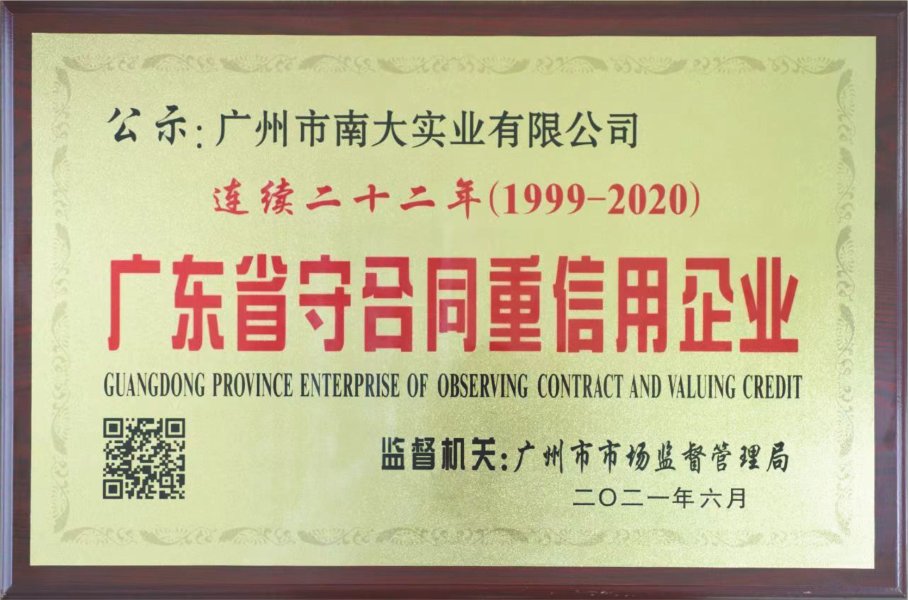 公示:广州市南大实业有限公司
连续二十二年(1999-2020)
广东省守合同重信用企业
GUANGDONG PROVINCE ENTERPRISE OF OBSERVING CONTRACT AND VALUING CREDIT
监督机关:广州市市场监督管理局
二〇二一年六月